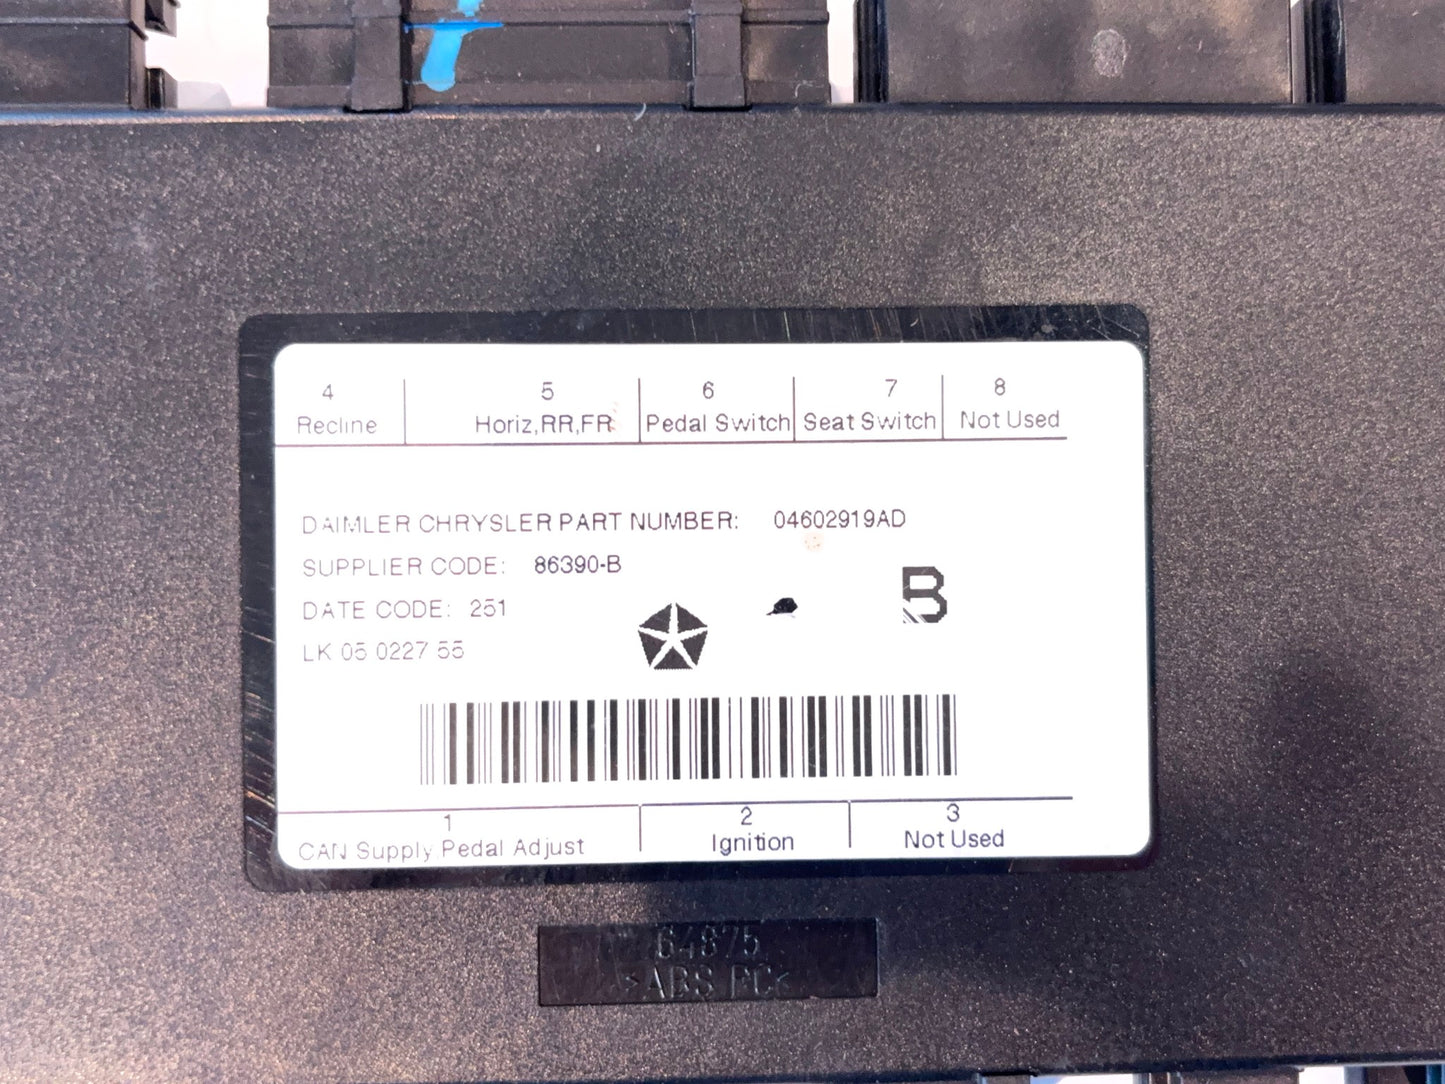 4 5 6 7 8
Recline Horiz,RR,FR Pedal Switch Seat Switch Not Used
DAIMLER CHRYSLER PART NUMBER: 04602919AD
SUPPLIER CODE: 86390-B
DATE CODE: 251
B
LK 05 0227 55
1 2 3
CAN Supply,Pedal Adjust Ignition Not Used
64875
>ABS PC<